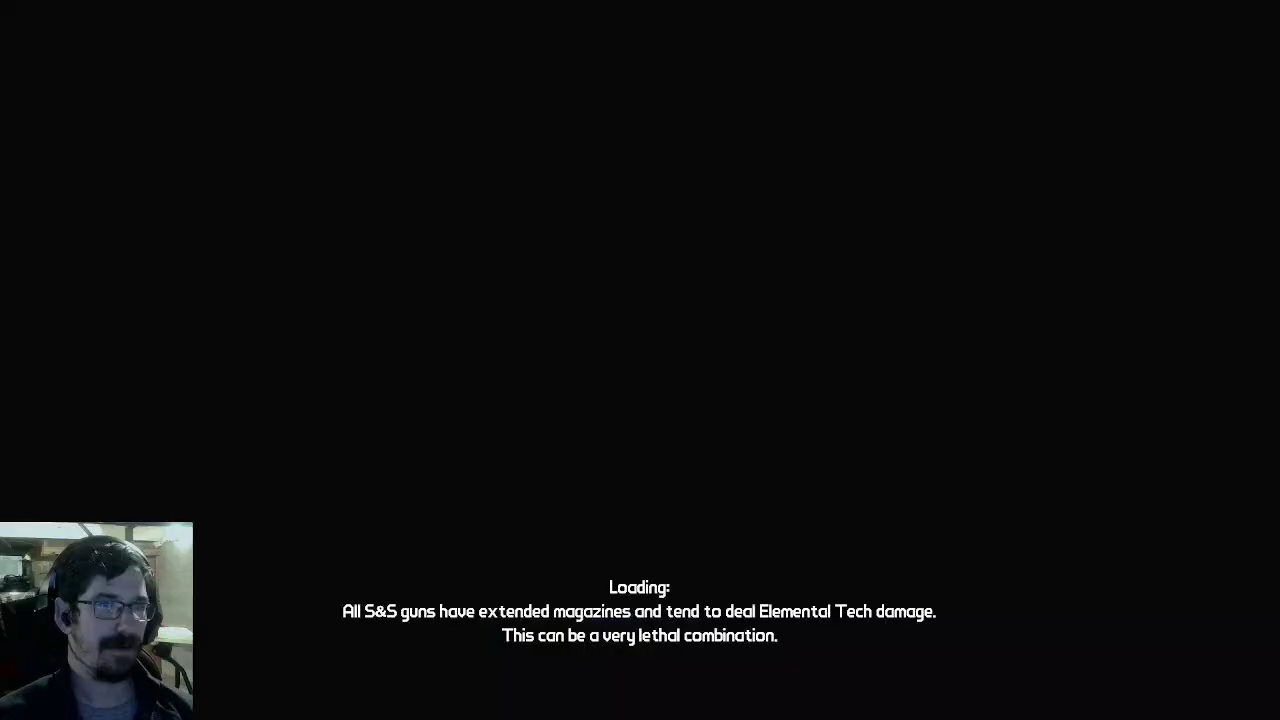 Loading:
All S&S guns have extended magazines and tend to deal Elemental Tech damage.
This can be a very lethal combination.